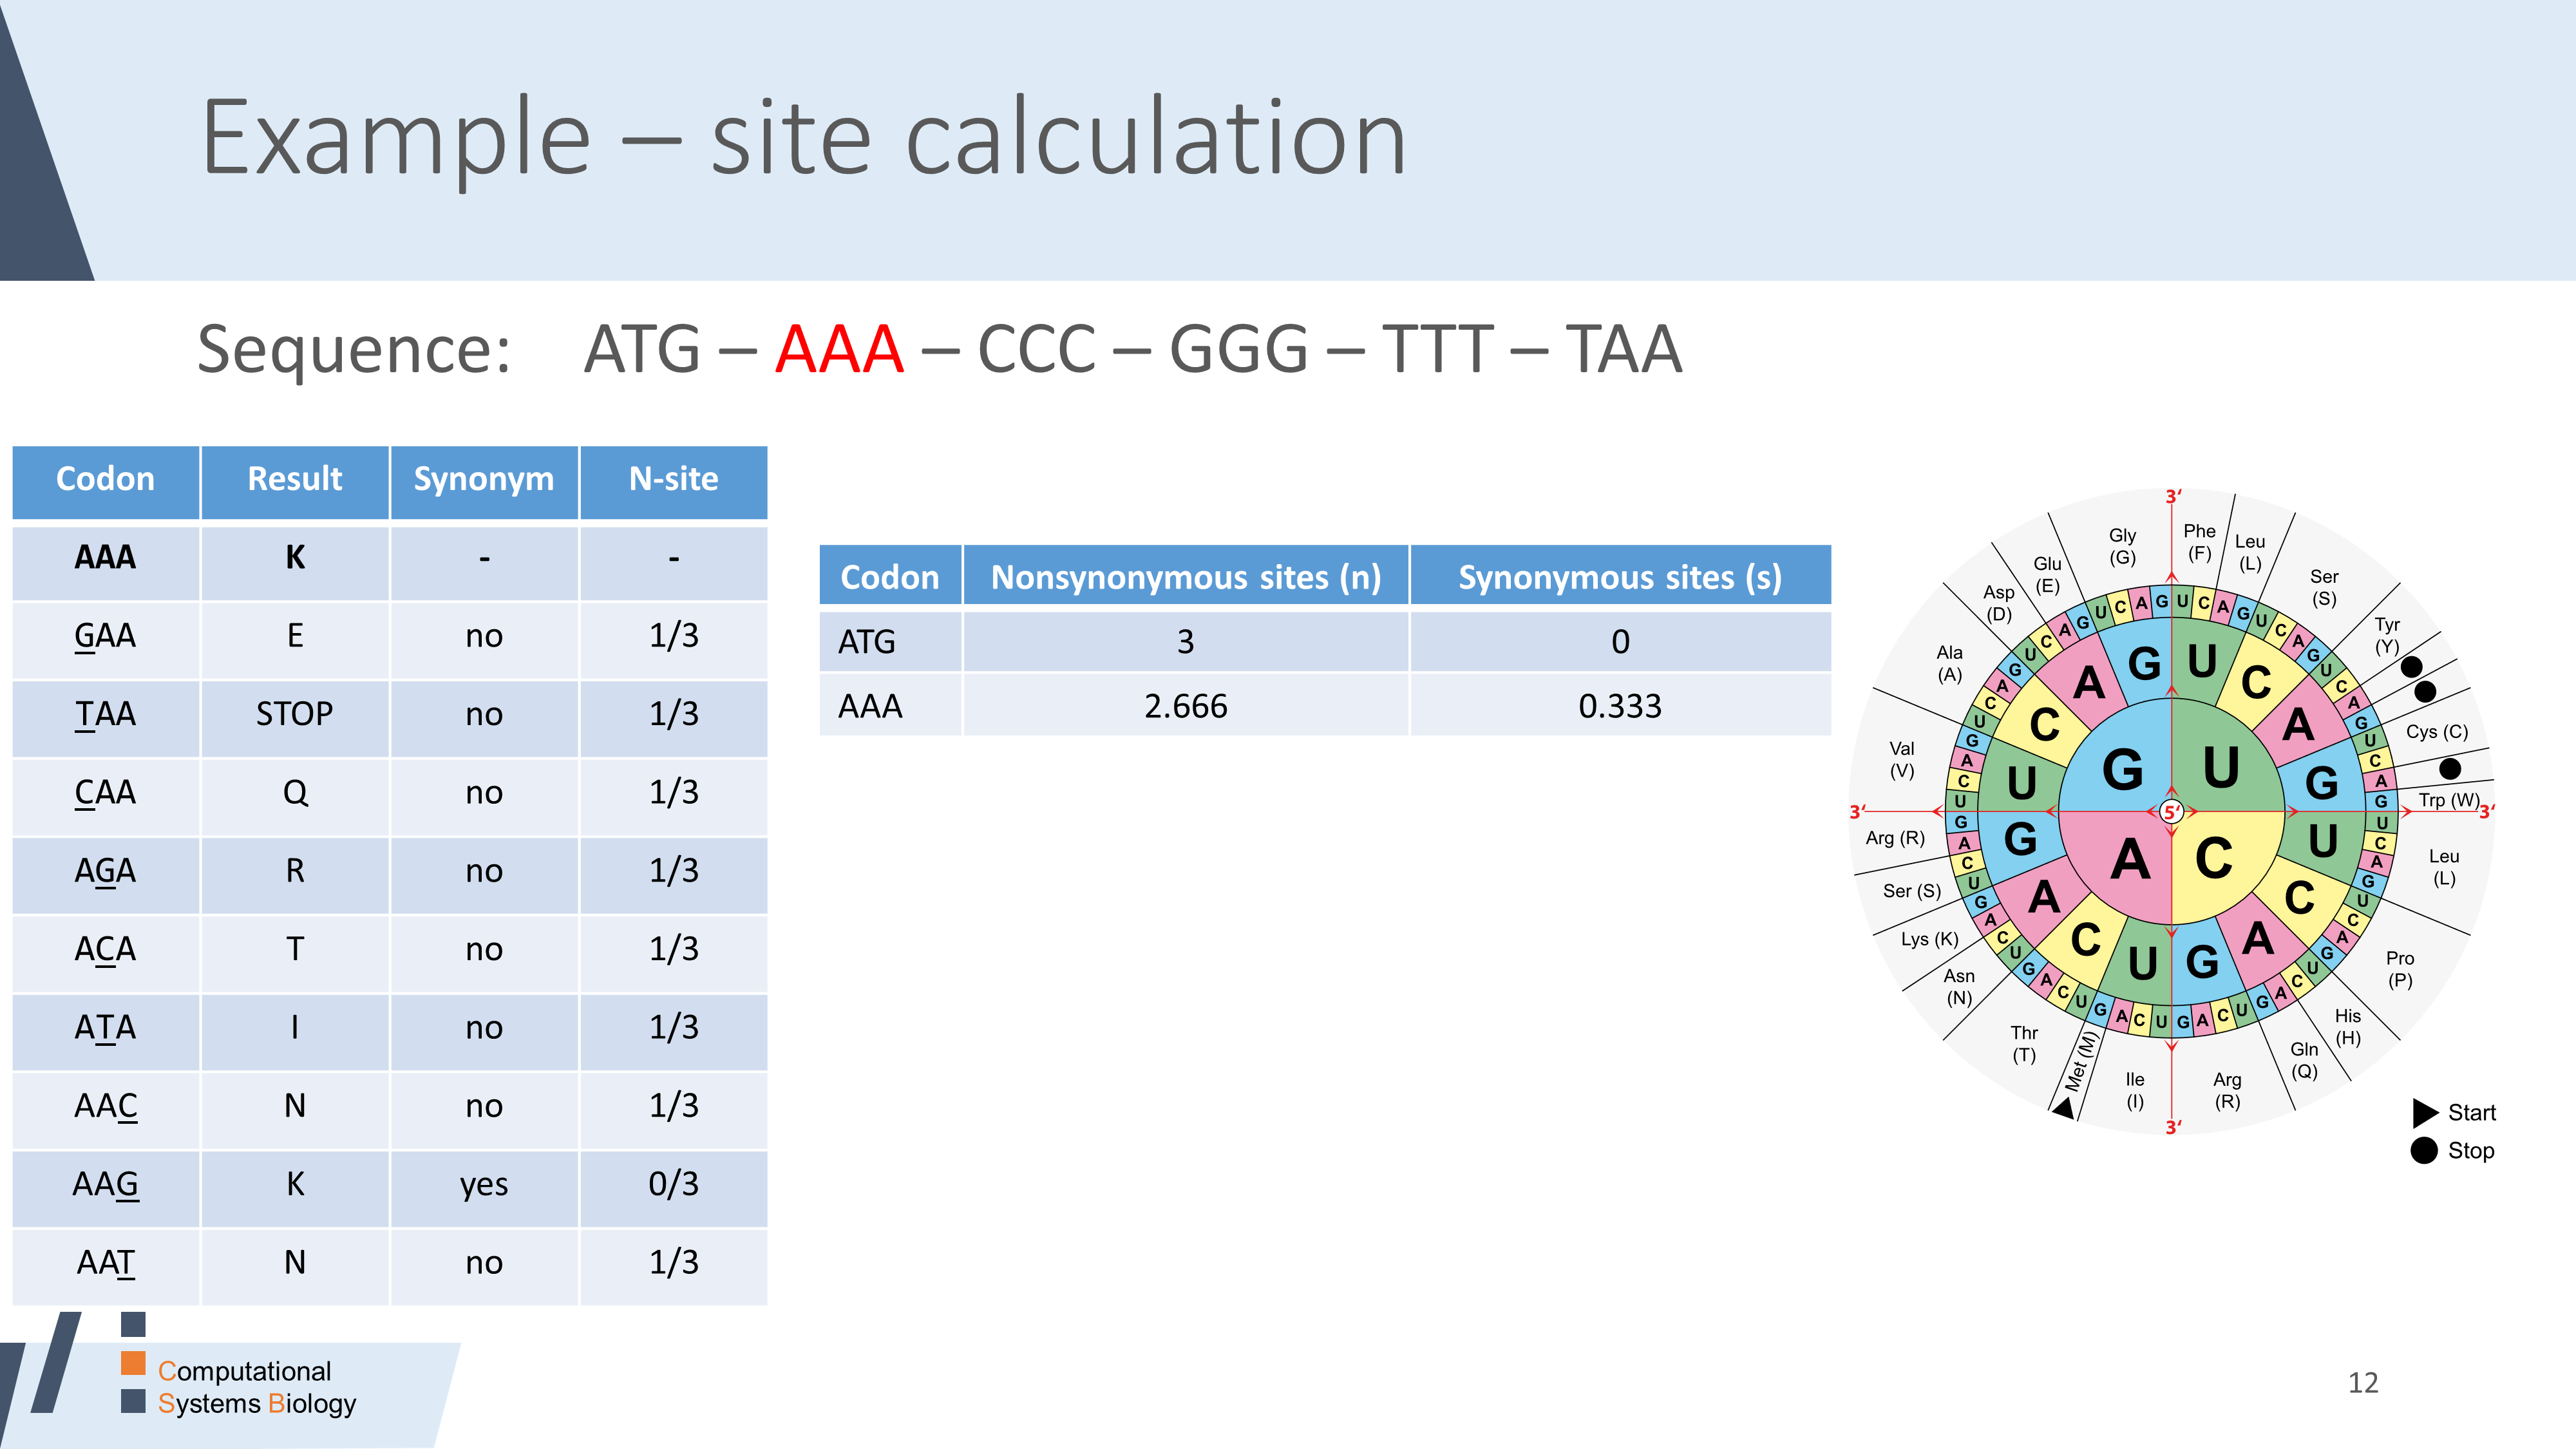 Example – site calculation
Sequence: ATG – AAA – CCC – GGG – TTT – TAA
Codon Result Synonym N-site
AAA K - -
GAA E no 1/3
TAA STOP no 1/3
CAA Q no 1/3
AGA R no 1/3
ACA T no 1/3
ATA I no 1/3
AAC N no 1/3
AAG K yes 0/3
AAT N no 1/3
Codon Nonsynonymous sites (n) Synonymous sites (s)
ATG 3 0
AAA 2.666 0.333
3‘
Gly
(G)
Phe
(F)
Leu
(L)
Ser
(S)
Tyr
(Y)
Cys (C)
Trp (W)
3‘
Leu
(L)
Pro
(P)
His
(H)
Gln
(Q)
Arg
(R)
3‘
Ile
(I)
Met (M)
Thr
(T)
Asn
(N)
Lys (K)
Ser (S)
Arg (R)
3‘
Val
(V)
Ala
(A)
Asp
(D)
Glu
(E)
U C A G U C A G U C A G U C A G
U C A G U C A G U C A G U C A G
G A C U G A C U G A C U G A C U
G A C U G A C U G A C U G A C U
U C A G
U C A G
G A C U
U C A G
G U
A C
5‘
Start
Stop
Computational
Systems Biology
12